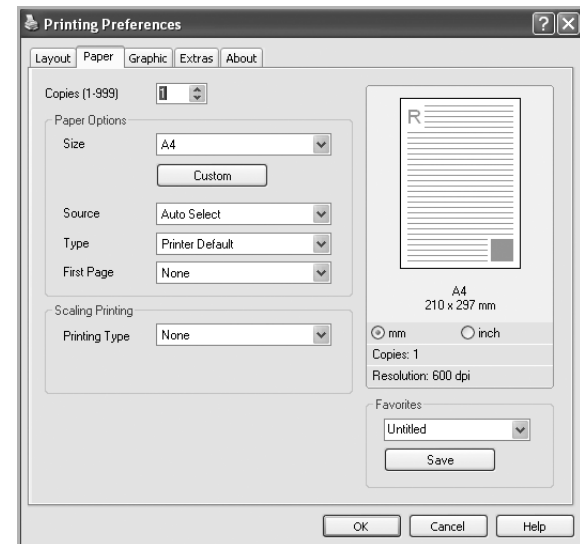 Printing Preferences
Layout Paper Graphic Extras About
Copies (1-999) 1
Paper Options
Size A4
Custom
Source Auto Select
Type Printer Default
First Page None
Scaling Printing
Printing Type None
R
A4
210 x 297 mm
mm inch
Copies: 1
Resolution: 600 dpi
Favorites
Untitled
Save
OK Cancel Help